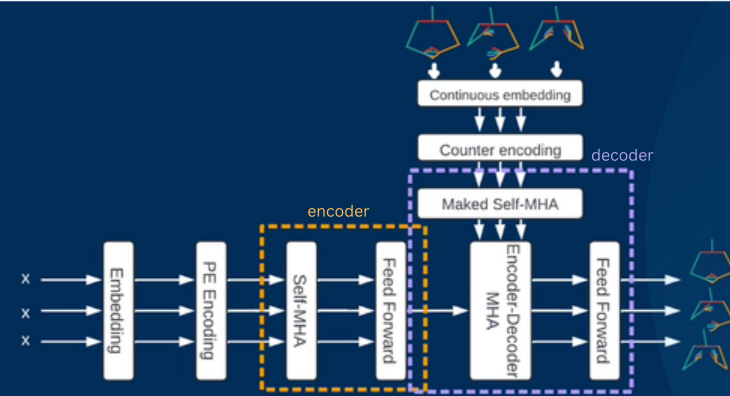 Continuous embedding
Counter encoding
decoder
Maked Self-MHA
encoder
x
x
x
Embedding
PE Encoding
Self-MHA
Feed Forward
Encoder-Decoder
MHA
Feed Forward